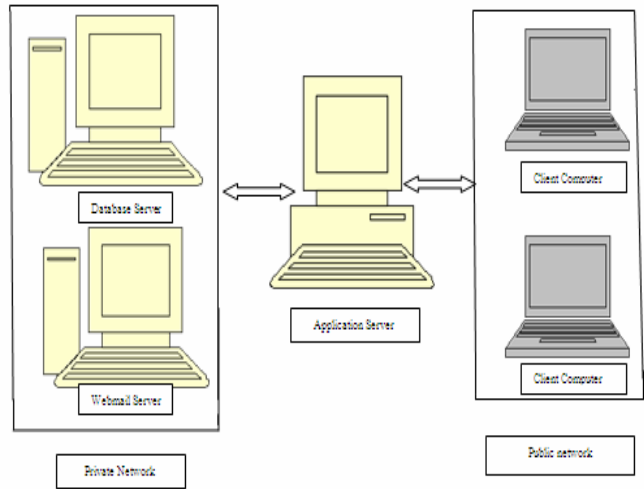 Database Server
Client Computer
Application Server
Webmail Server
Client Computer
Private Network
Public network